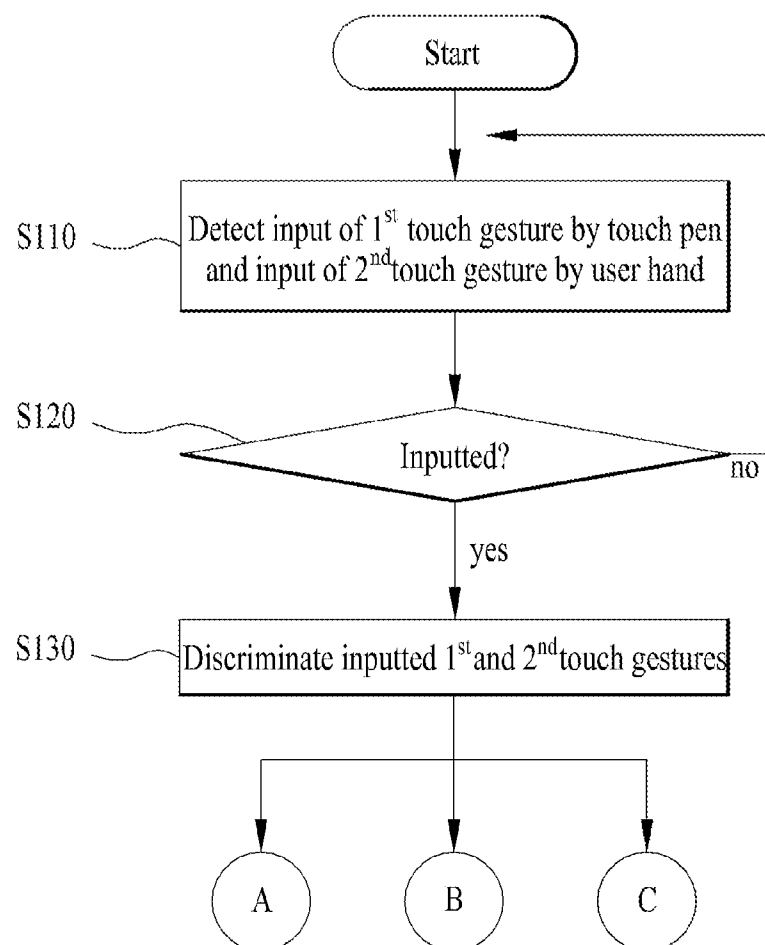 Start
S110
Detect input of 1st touch gesture by touch pen
and input of 2nd touch gesture by user hand
S120
Inputted?
no
yes
S130
Discriminate inputted 1st and 2nd touch gestures
A
B
C